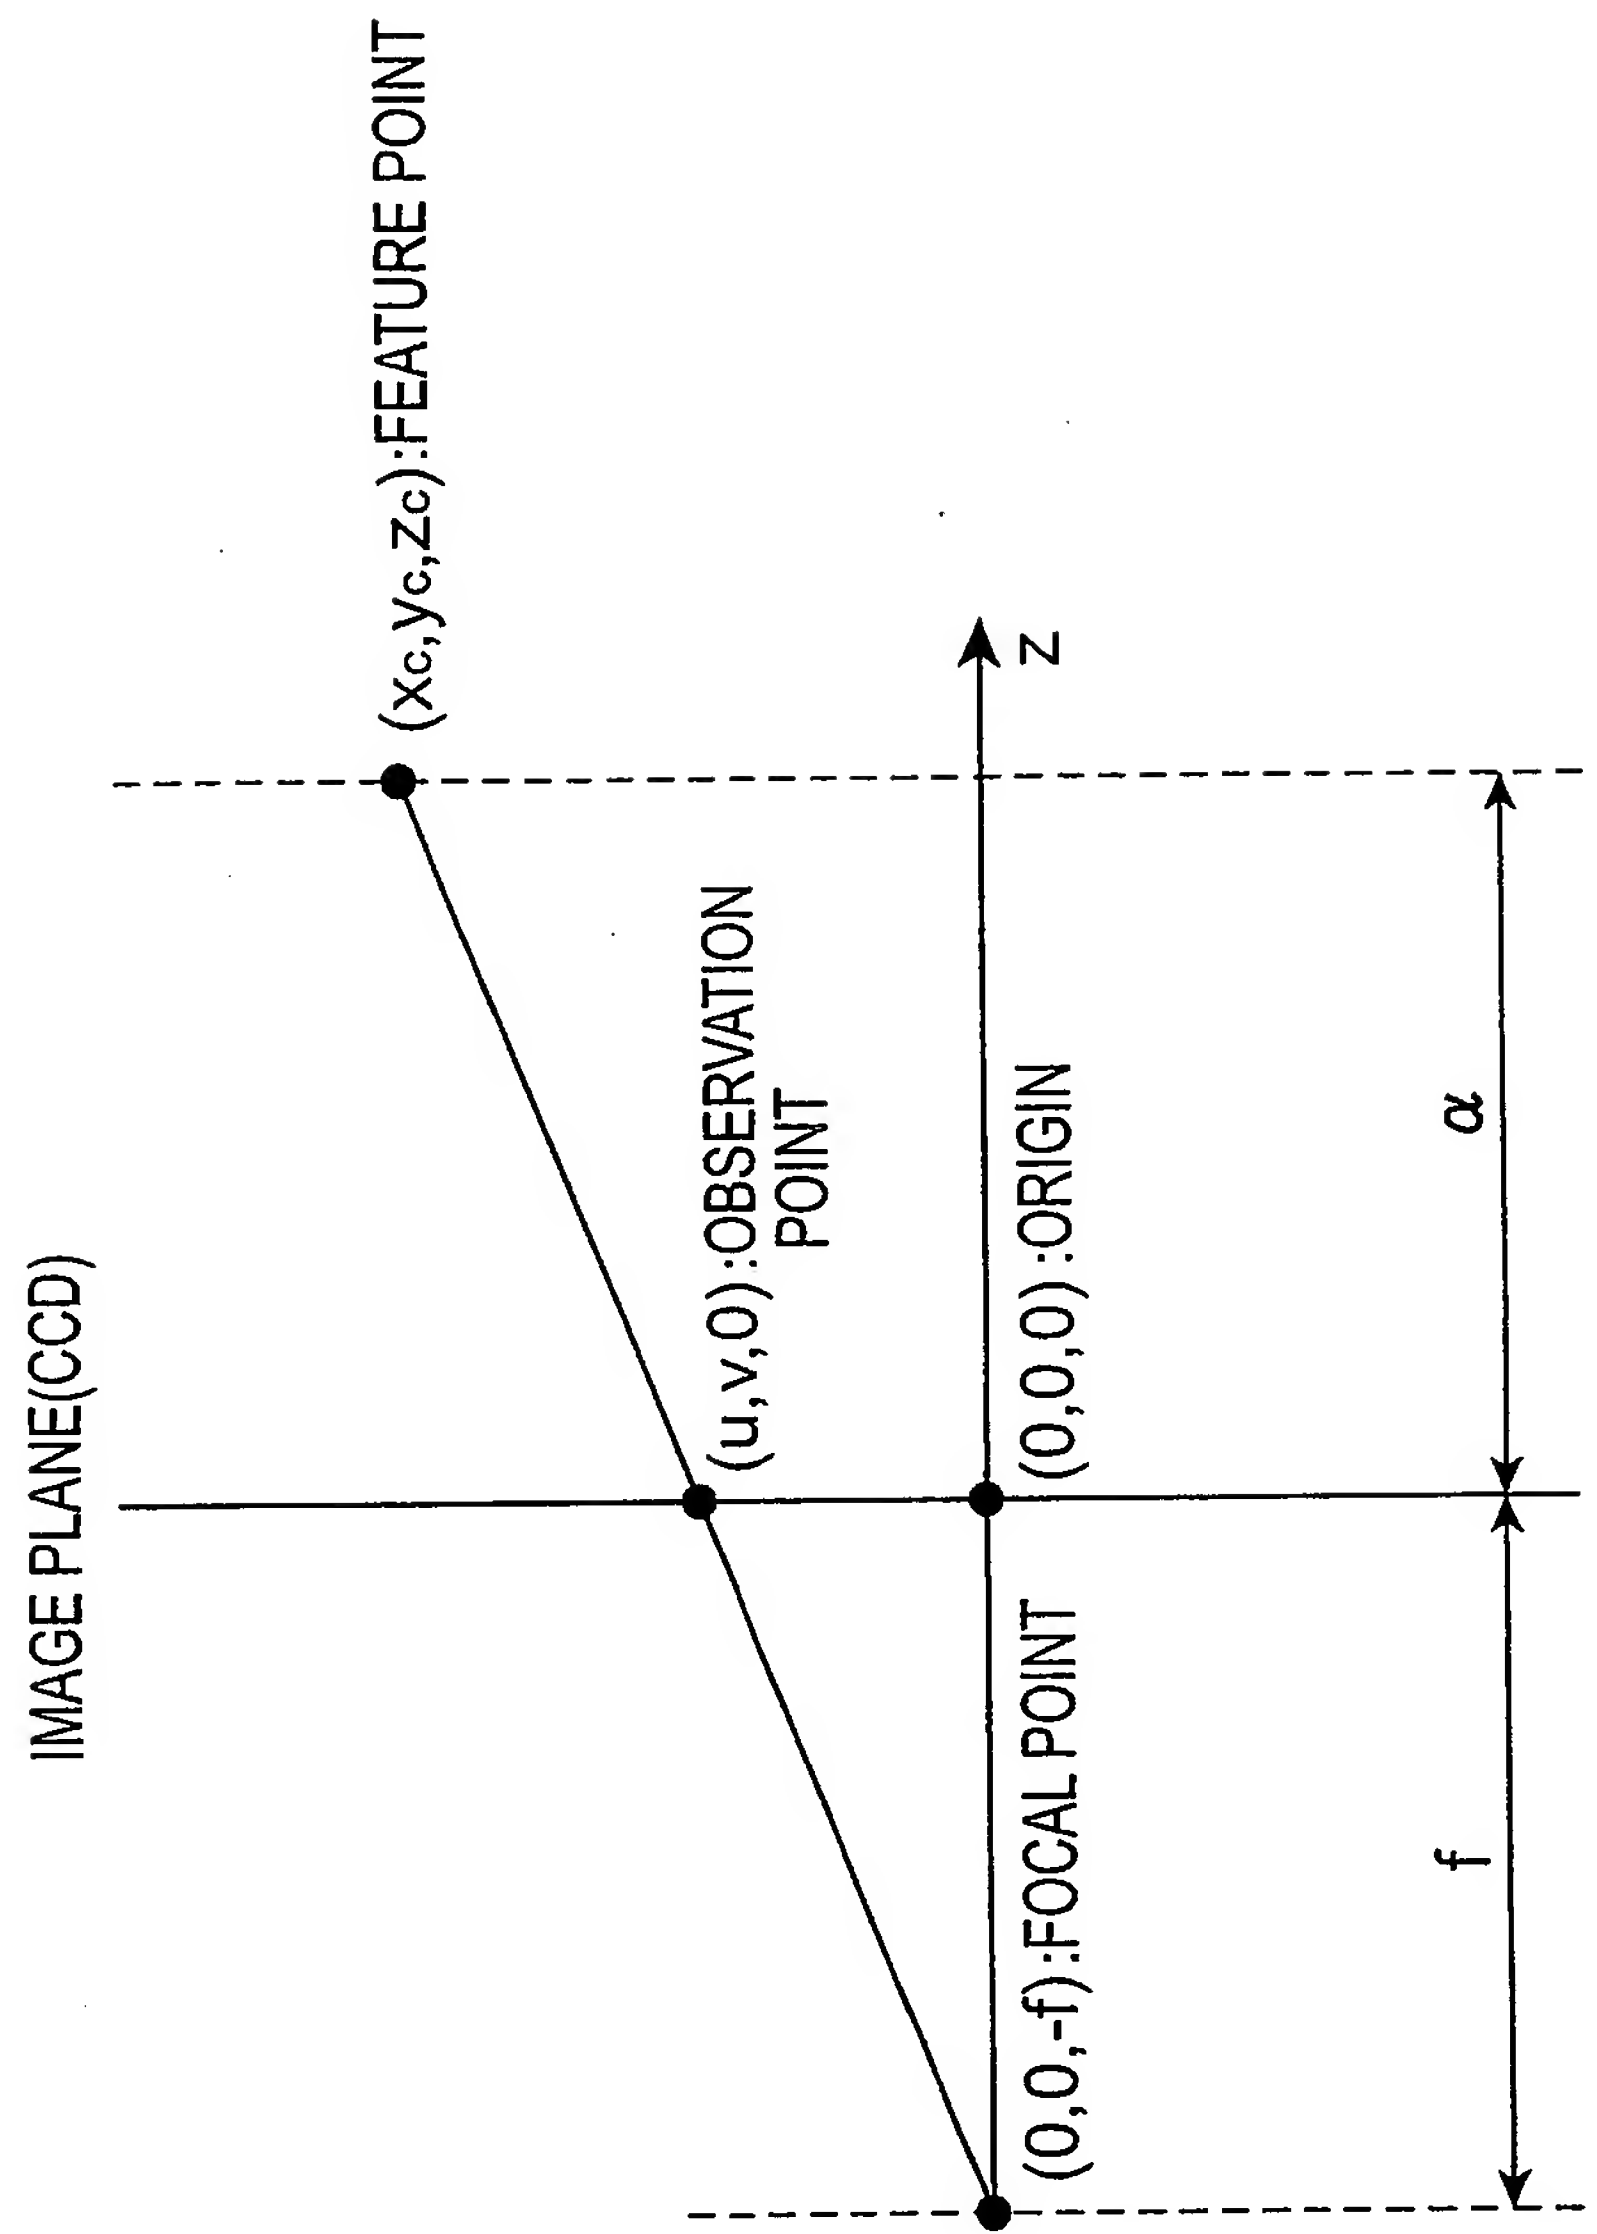 IMAGE PLANE(CCD)
(xc,yc,zc):FEATURE POINT
(u,v,0):OBSERVATION
POINT
z
(0,0,-f):FOCAL POINT
(0,0,0):ORIGIN
f
α